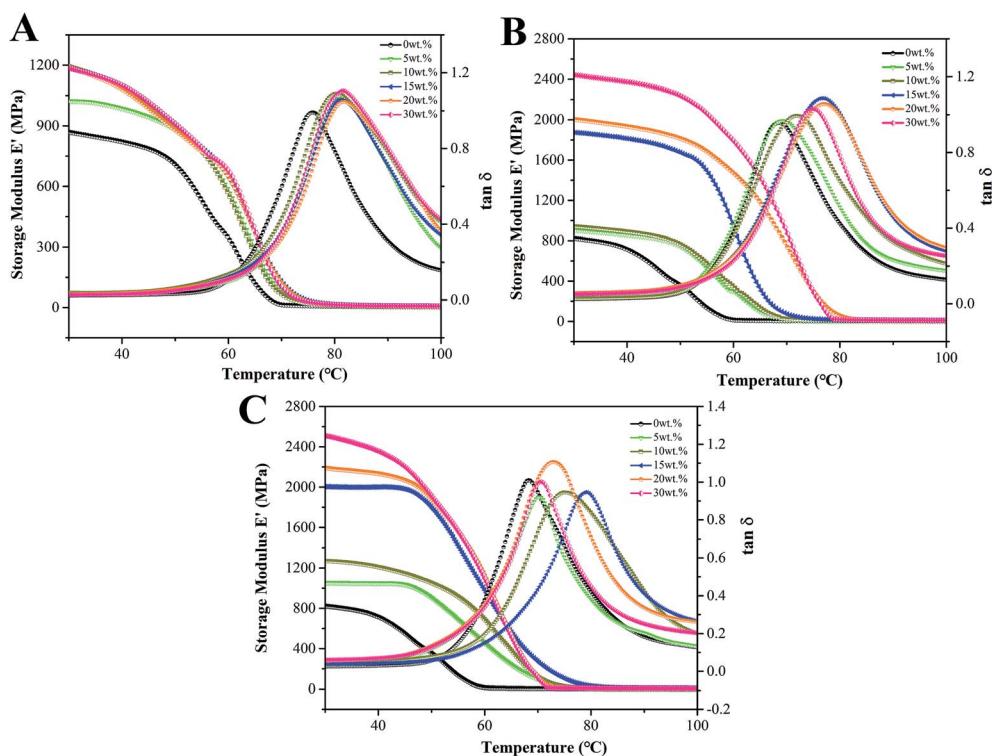 A
Storage Modulus E' (MPa)
1200
900
600
300
0
40
60
80
100
Temperature (℃)
1.2
0.8
0.4
0.0
tan δ
0wt.%
5wt.%
10wt.%
15wt.%
20wt.%
30wt.%
B
Storage Modulus E' (MPa)
2800
2400
2000
1600
1200
800
400
0
40
60
80
100
Temperature (℃)
1.2
0.8
0.4
0.0
tan δ
0wt.%
5wt.%
10wt.%
15wt.%
20wt.%
30wt.%
C
Storage Modulus E' (MPa)
2800
2400
2000
1600
1200
800
400
0
40
60
80
100
Temperature (℃)
1.4
1.2
1.0
0.8
0.6
0.4
0.2
0.0
-0.2
tan δ
0wt.%
5wt.%
10wt.%
15wt.%
20wt.%
30wt.%